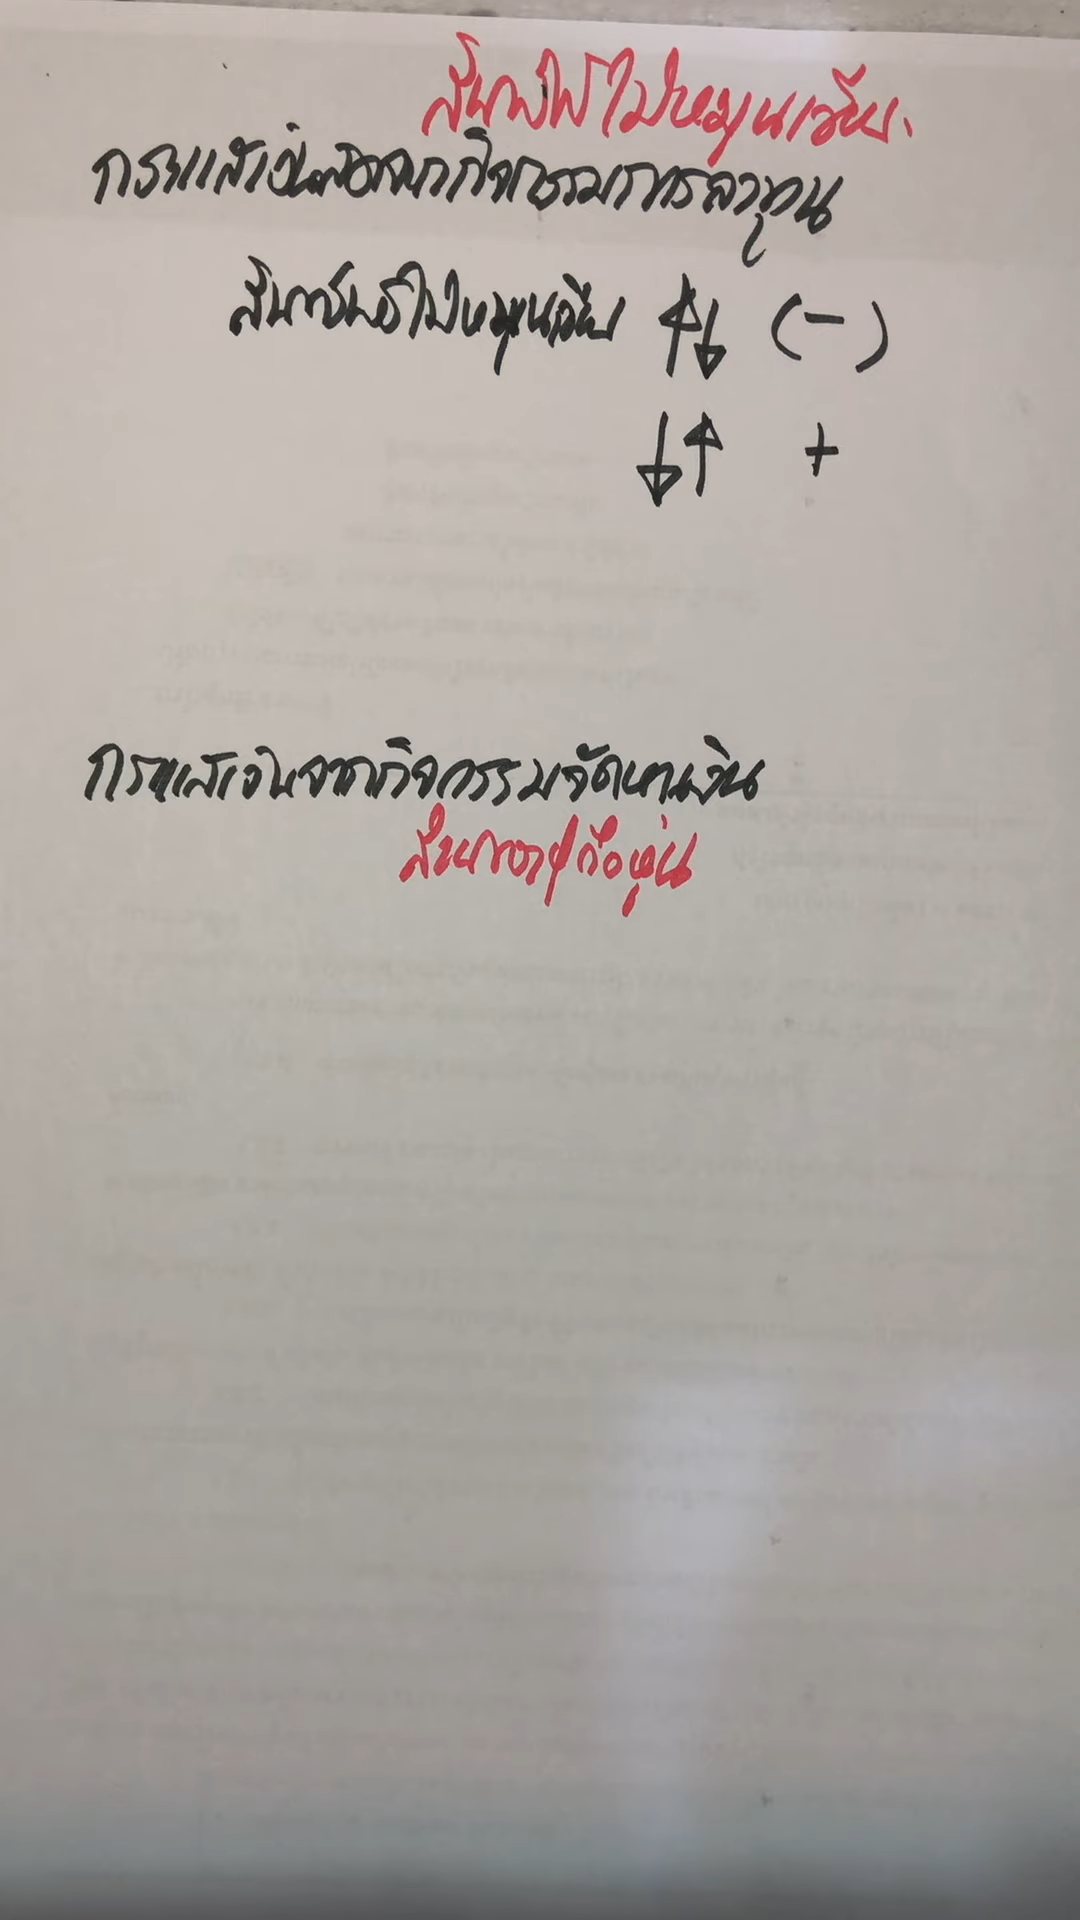 สินทรัพย์ไม่หมุนเวียน
กระแสเงินสดจากกิจกรรมการลงทุน
สินทรัพย์ไม่หมุนเวียน ↑↓ (-)
↓↑ +
กระแสเงินจากกิจกรรมจัดหาเงิน
ส่วนของผู้ถือหุ้น